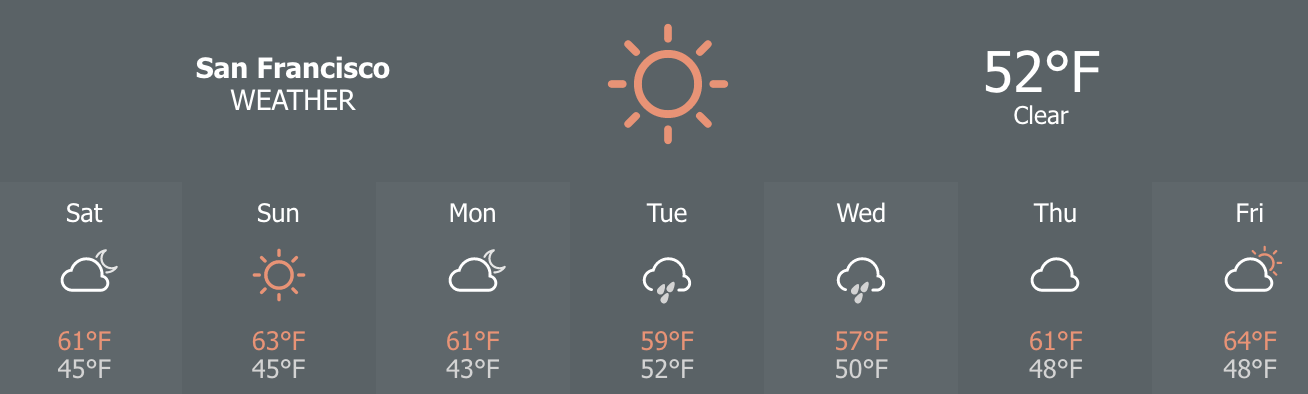 San Francisco
WEATHER
52°F
Clear
Sat Sun Mon Tue Wed Thu Fri
61°F 63°F 61°F 59°F 57°F 61°F 64°F
45°F 45°F 43°F 52°F 50°F 48°F 48°F